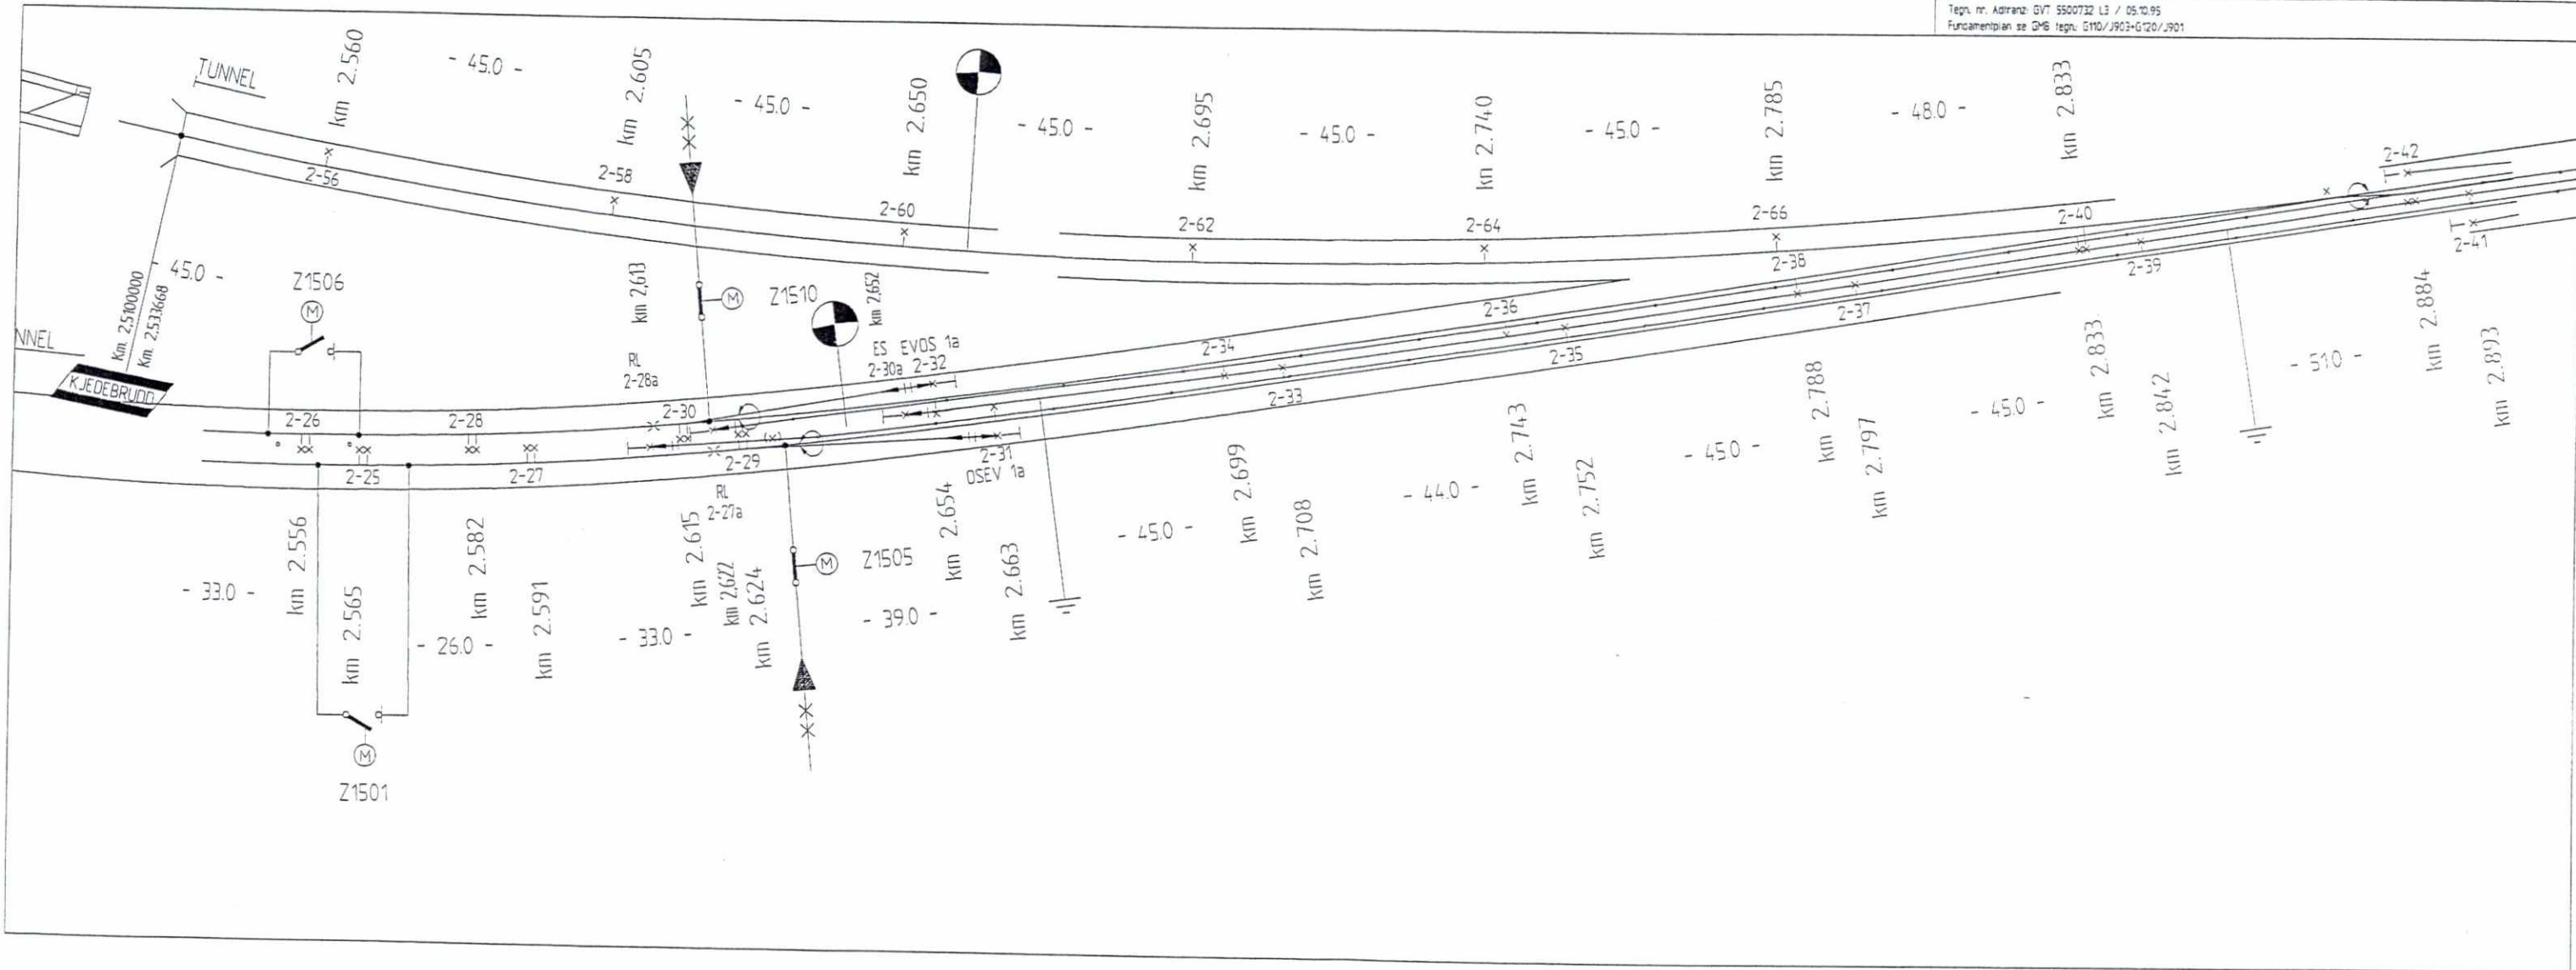 Tegn. nr. Adtranz: GVT 5500732 L3 / 05.10.95
Fundamentplan se GMB tegn.: G110/J903+G120/J901
TUNNEL
km 2.560
- 45.0 -
km 2.605
- 45.0 -
km 2.650
- 45.0 -
km 2.695
- 45.0 -
km 2.740
- 45.0 -
km 2.785
- 48.0 -
km 2.833
2-56
2-58
2-60
2-62
2-64
2-66
2-40
2-42
2-38
2-39
2-41
Km. 2.5100000
Km. 2.533668
- 45.0 -
Z1506
M
km 2,613
M
Z1510
km 2,652
2-36
2-37
2-34
2-35
NNEL
KJEDEBRUDD
RL
2-28a
ES EVOS 1a
2-30a 2-32
2-33
2-26
2-28
2-30
(x)
2-25
2-27
2-29
2-31
OSEV 1a
RL
2-27a
- 33.0 -
km 2.556
km 2.565
km 2.582
- 26.0 -
km 2.591
- 33.0 -
km 2.615
km 2,622
km 2.624
M
Z1505
- 39.0 -
km 2.654
km 2.663
- 45.0 -
km 2.699
km 2.708
- 44.0 -
km 2.743
km 2.752
- 45.0 -
km 2.788
km 2.797
- 45.0 -
km 2.833
km 2.842
- 51.0 -
km 2.884
km 2.893
M
Z1501